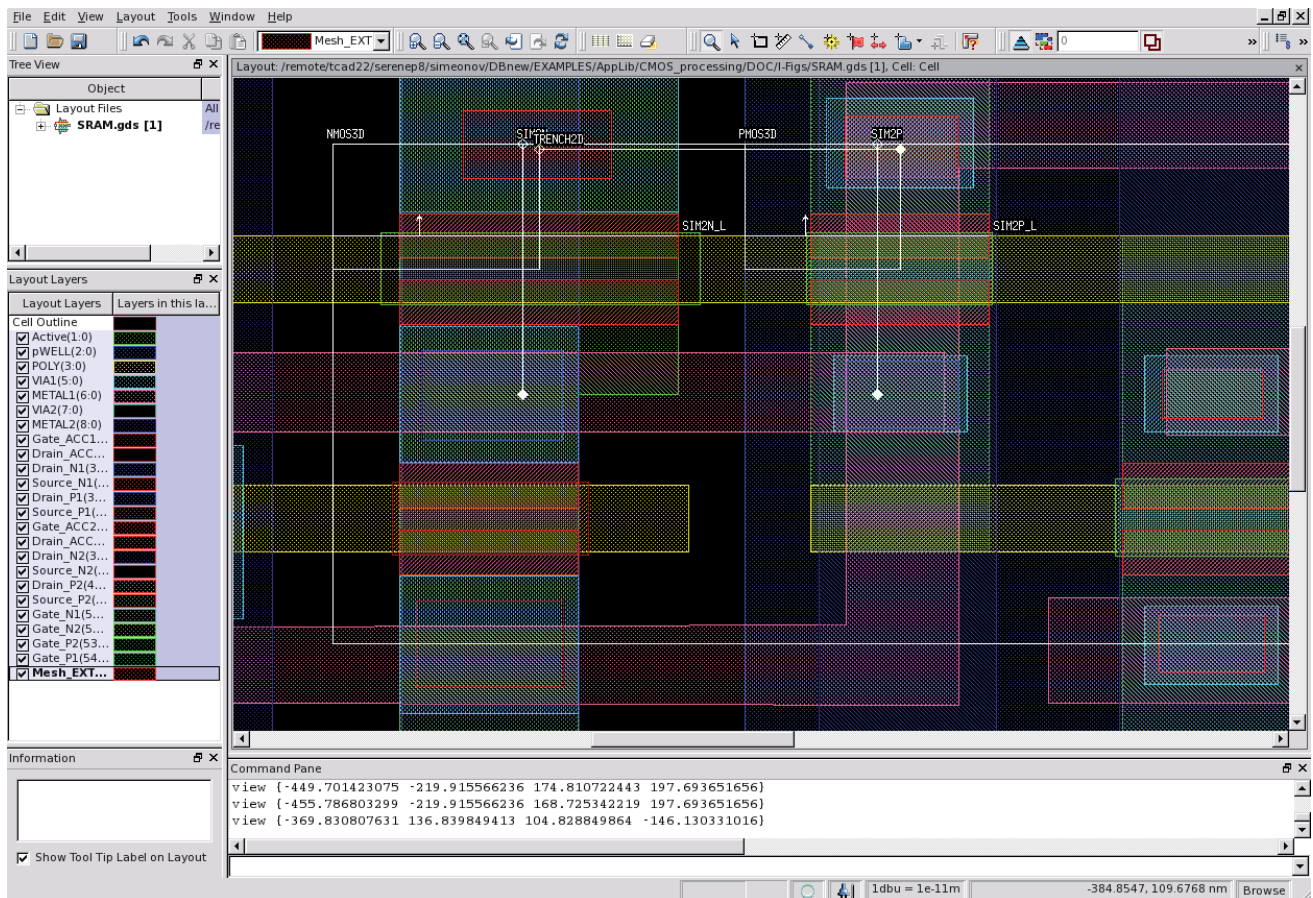 File Edit View Layout Tools Window Help
Mesh_EXT
0
»
»
Tree View
Object
Layout Files
All
SRAM.gds [1]
/re
Layout Layers
Layout Layers
Layers in this la...
Cell Outline
Active(1:0)
pWELL(2:0)
POLY(3:0)
VIA1(5:0)
METAL1(6:0)
VIA2(7:0)
METAL2(8:0)
Gate_ACC1...
Drain_ACC...
Drain_N1(3...
Source_N1(...
Drain_P1(3...
Source_P1(...
Gate_ACC2...
Drain_ACC...
Drain_N2(3...
Source_N2(...
Drain_P2(4...
Source_P2(...
Gate_N1(5...
Gate_N2(5...
Gate_P2(53...
Gate_P1(54...
Mesh_EXT...
Information
Show Tool Tip Label on Layout
Layout: /remote/tcad22/serenep8/simeonov/DBnew/EXAMPLES/AppLib/CMOS_processing/DOC/I-Figs/SRAM.gds [1], Cell: Cell
NMOS3D
TRENCH2D
PMOS3D
SIM2P
SIM2N_L
SIM2P_L
Command Pane
view {-449.701423075 -219.915566236 174.810722443 197.693651656}
view {-455.786803299 -219.915566236 168.725342219 197.693651656}
view {-369.830807631 136.839849413 104.828849864 -146.130331016}
1dbu = 1e-11m
-384.8547, 109.6768 nm
Browse